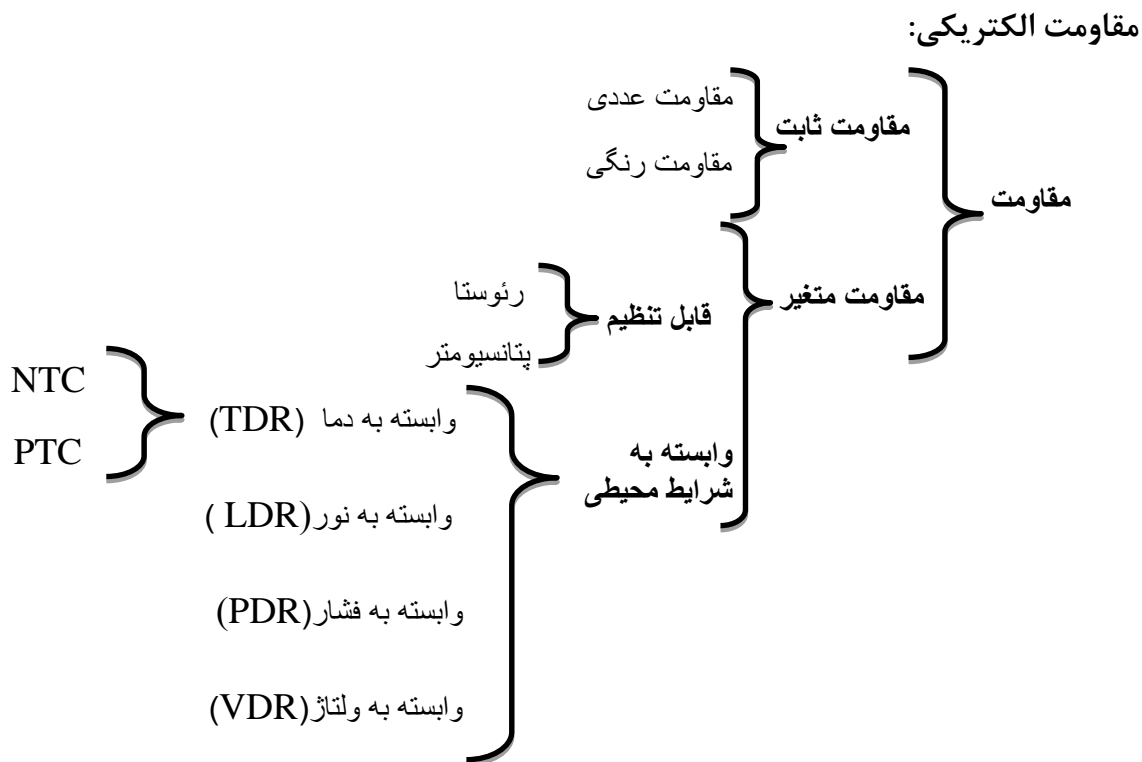 مقاومت الکتریکی:
مقاومت
مقاومت ثابت
مقاومت عددی
مقاومت رنگی
مقاومت متغیر
قابل تنظیم
رئوستا
پتانسیومتر
وابسته به
شرایط محیطی
وابسته به دما (TDR)
NTC
PTC
وابسته به نور(LDR )
وابسته به فشار(PDR)
وابسته به ولتاژ(VDR)